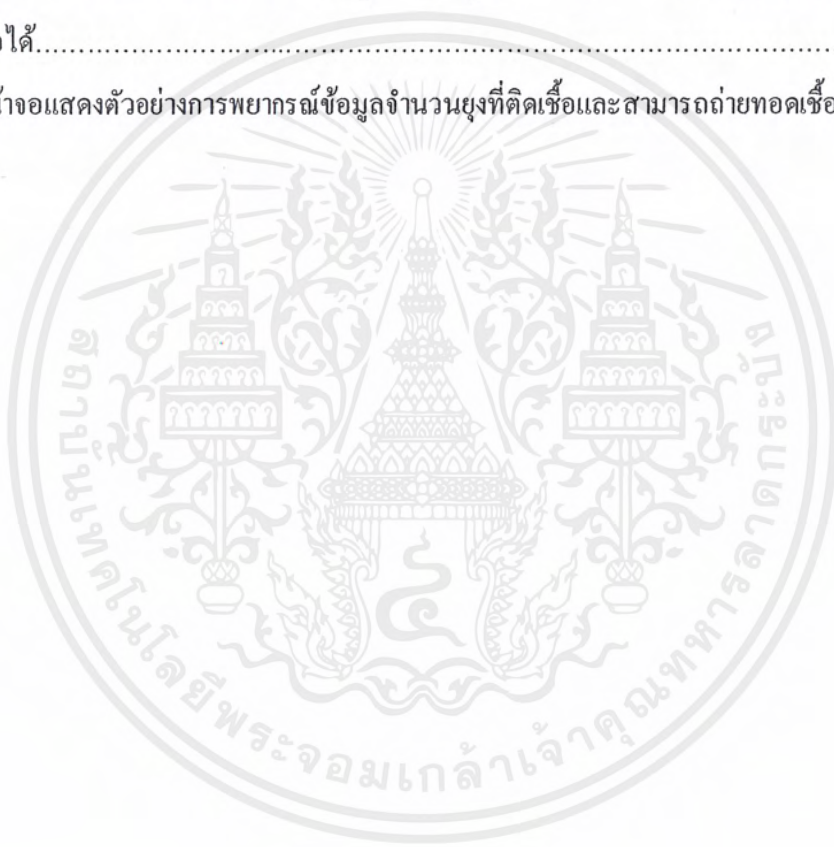 ได้........................................................................................................
น้าจอแสดงตัวอย่างการพยากรณ์ข้อมูลจำนวนยุงที่ติดเชื้อและสามารถถ่ายทอดเชื้อ
สถาบันเทคโนโลยีพระจอมเกล้าเจ้าคุณทหารลาดกระบัง